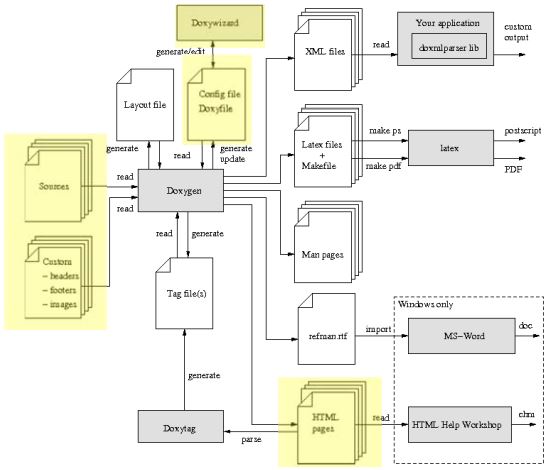 Doxywizard
generate/edit
Layout file
Config file
Doxyfile
generate
read
generate
update
XML files
read
Your application
doxmlparser lib
custom
output
Latex files
+
Makefile
make ps
make pdf
latex
postscript
PDF
Sources
read
Doxygen
read
Custom
– headers
– footers
– images
read
generate
Man pages
Tag file(s)
refman.rtf
import
Windows only
MS–Word
doc
generate
Doxytag
parse
HTML
pages
read
HTML Help Workshop
chm